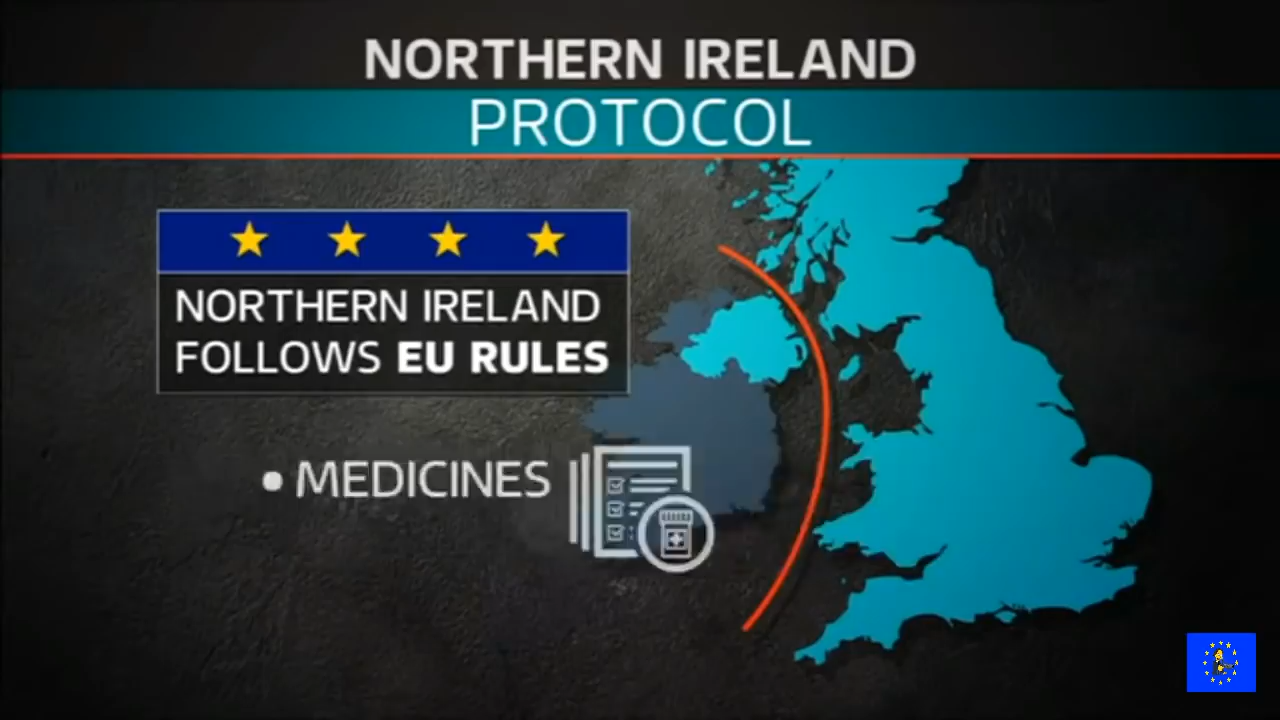 NORTHERN IRELAND
PROTOCOL
NORTHERN IRELAND
FOLLOWS EU RULES
• MEDICINES